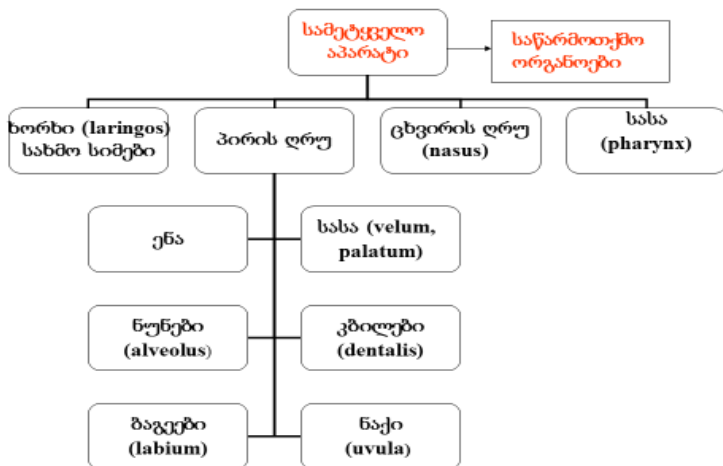 სამეტყველო
აპარატი
საწარმოთქმო
ორგანოები
ხორხი (laringos)
სახმო სიმები
პირის ღრუ
ცხვირის ღრუ
(nasus)
სასა
(pharynx)
ენა
სასა (velum,
palatum)
ნუნები
(alveolus)
კბილები
(dentalis)
ბაგეები
(labium)
ნაქი
(uvula)